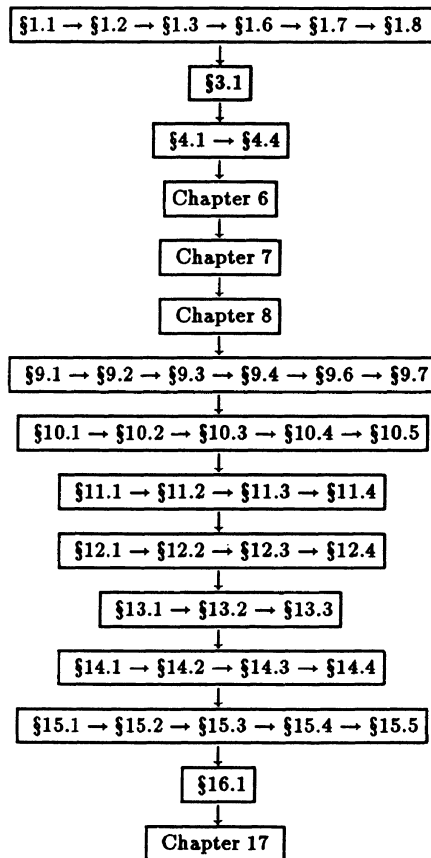 §1.1 → §1.2 → §1.3 → §1.6 → §1.7 → §1.8
§3.1
§4.1 → §4.4
Chapter 6
Chapter 7
Chapter 8
§9.1 → §9.2 → §9.3 → §9.4 → §9.6 → §9.7
§10.1 → §10.2 → §10.3 → §10.4 → §10.5
§11.1 → §11.2 → §11.3 → §11.4
§12.1 → §12.2 → §12.3 → §12.4
§13.1 → §13.2 → §13.3
§14.1 → §14.2 → §14.3 → §14.4
§15.1 → §15.2 → §15.3 → §15.4 → §15.5
§16.1
Chapter 17